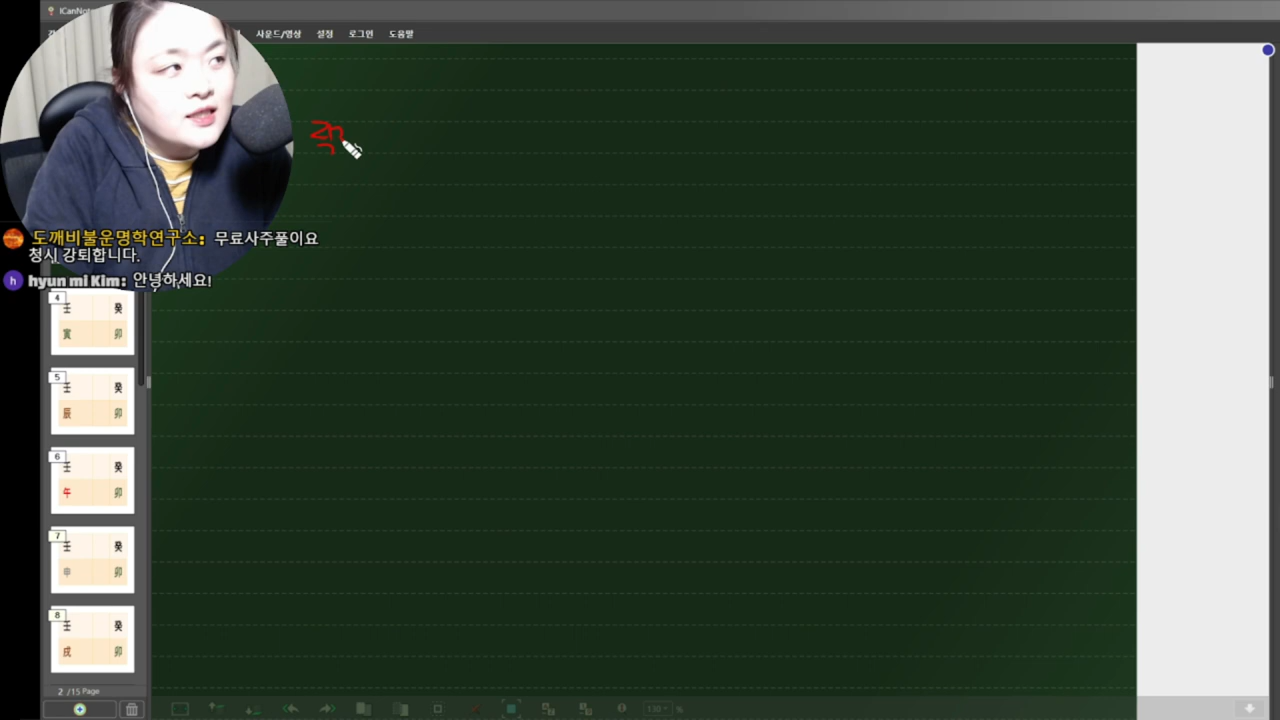 ICanNot
사운드/영상 설정 로그인 도움말
작
도깨비불운명학연구소: 무료사주풀이요
청시 강퇴합니다.
h hyun mi Kim: 안녕하세요!
4
壬 癸
寅 卯
5
壬 癸
辰 卯
6
壬 癸
午 卯
7
壬 癸
申 卯
8
壬 癸
戌 卯
2 /15 Page
130 %